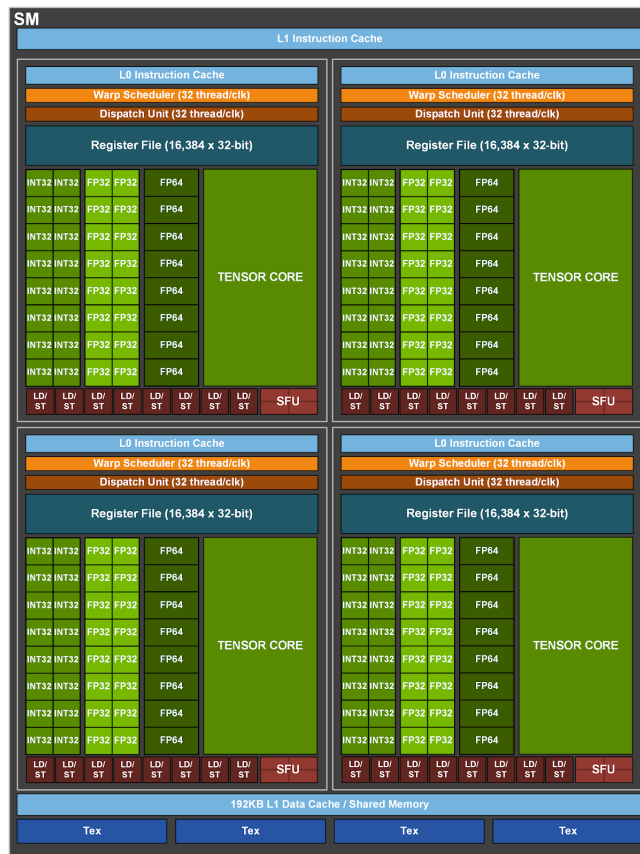 SM
L1 Instruction Cache
L0 Instruction Cache
Warp Scheduler (32 thread/clk)
Dispatch Unit (32 thread/clk)
Register File (16,384 x 32-bit)
INT32 INT32 FP32 FP32 FP64
INT32 INT32 FP32 FP32 FP64
INT32 INT32 FP32 FP32 FP64
INT32 INT32 FP32 FP32 FP64
TENSOR CORE
INT32 INT32 FP32 FP32 FP64
INT32 INT32 FP32 FP32 FP64
INT32 INT32 FP32 FP32 FP64
INT32 INT32 FP32 FP32 FP64
LD/ LD/ LD/ LD/ LD/ LD/ LD/ LD/
ST ST ST ST ST ST ST ST
SFU
L0 Instruction Cache
Warp Scheduler (32 thread/clk)
Dispatch Unit (32 thread/clk)
Register File (16,384 x 32-bit)
INT32 INT32 FP32 FP32 FP64
INT32 INT32 FP32 FP32 FP64
INT32 INT32 FP32 FP32 FP64
INT32 INT32 FP32 FP32 FP64
TENSOR CORE
INT32 INT32 FP32 FP32 FP64
INT32 INT32 FP32 FP32 FP64
INT32 INT32 FP32 FP32 FP64
INT32 INT32 FP32 FP32 FP64
LD/ LD/ LD/ LD/ LD/ LD/ LD/ LD/
ST ST ST ST ST ST ST ST
SFU
L0 Instruction Cache
Warp Scheduler (32 thread/clk)
Dispatch Unit (32 thread/clk)
Register File (16,384 x 32-bit)
INT32 INT32 FP32 FP32 FP64
INT32 INT32 FP32 FP32 FP64
INT32 INT32 FP32 FP32 FP64
INT32 INT32 FP32 FP32 FP64
TENSOR CORE
INT32 INT32 FP32 FP32 FP64
INT32 INT32 FP32 FP32 FP64
INT32 INT32 FP32 FP32 FP64
INT32 INT32 FP32 FP32 FP64
LD/ LD/ LD/ LD/ LD/ LD/ LD/ LD/
ST ST ST ST ST ST ST ST
SFU
L0 Instruction Cache
Warp Scheduler (32 thread/clk)
Dispatch Unit (32 thread/clk)
Register File (16,384 x 32-bit)
INT32 INT32 FP32 FP32 FP64
INT32 INT32 FP32 FP32 FP64
INT32 INT32 FP32 FP32 FP64
INT32 INT32 FP32 FP32 FP64
TENSOR CORE
INT32 INT32 FP32 FP32 FP64
INT32 INT32 FP32 FP32 FP64
INT32 INT32 FP32 FP32 FP64
INT32 INT32 FP32 FP32 FP64
LD/ LD/ LD/ LD/ LD/ LD/ LD/ LD/
ST ST ST ST ST ST ST ST
SFU
192KB L1 Data Cache / Shared Memory
Tex Tex Tex Tex